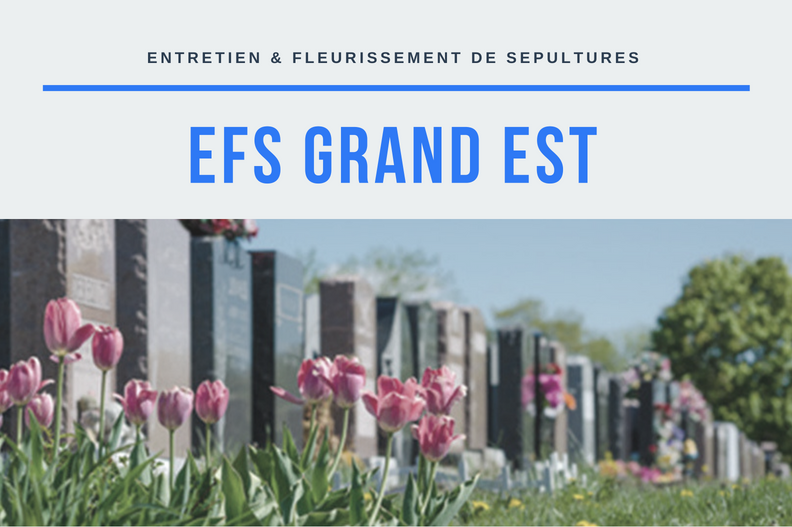 ENTRETIEN & FLEURISSEMENT DE SEPULTURES
EFS GRAND EST